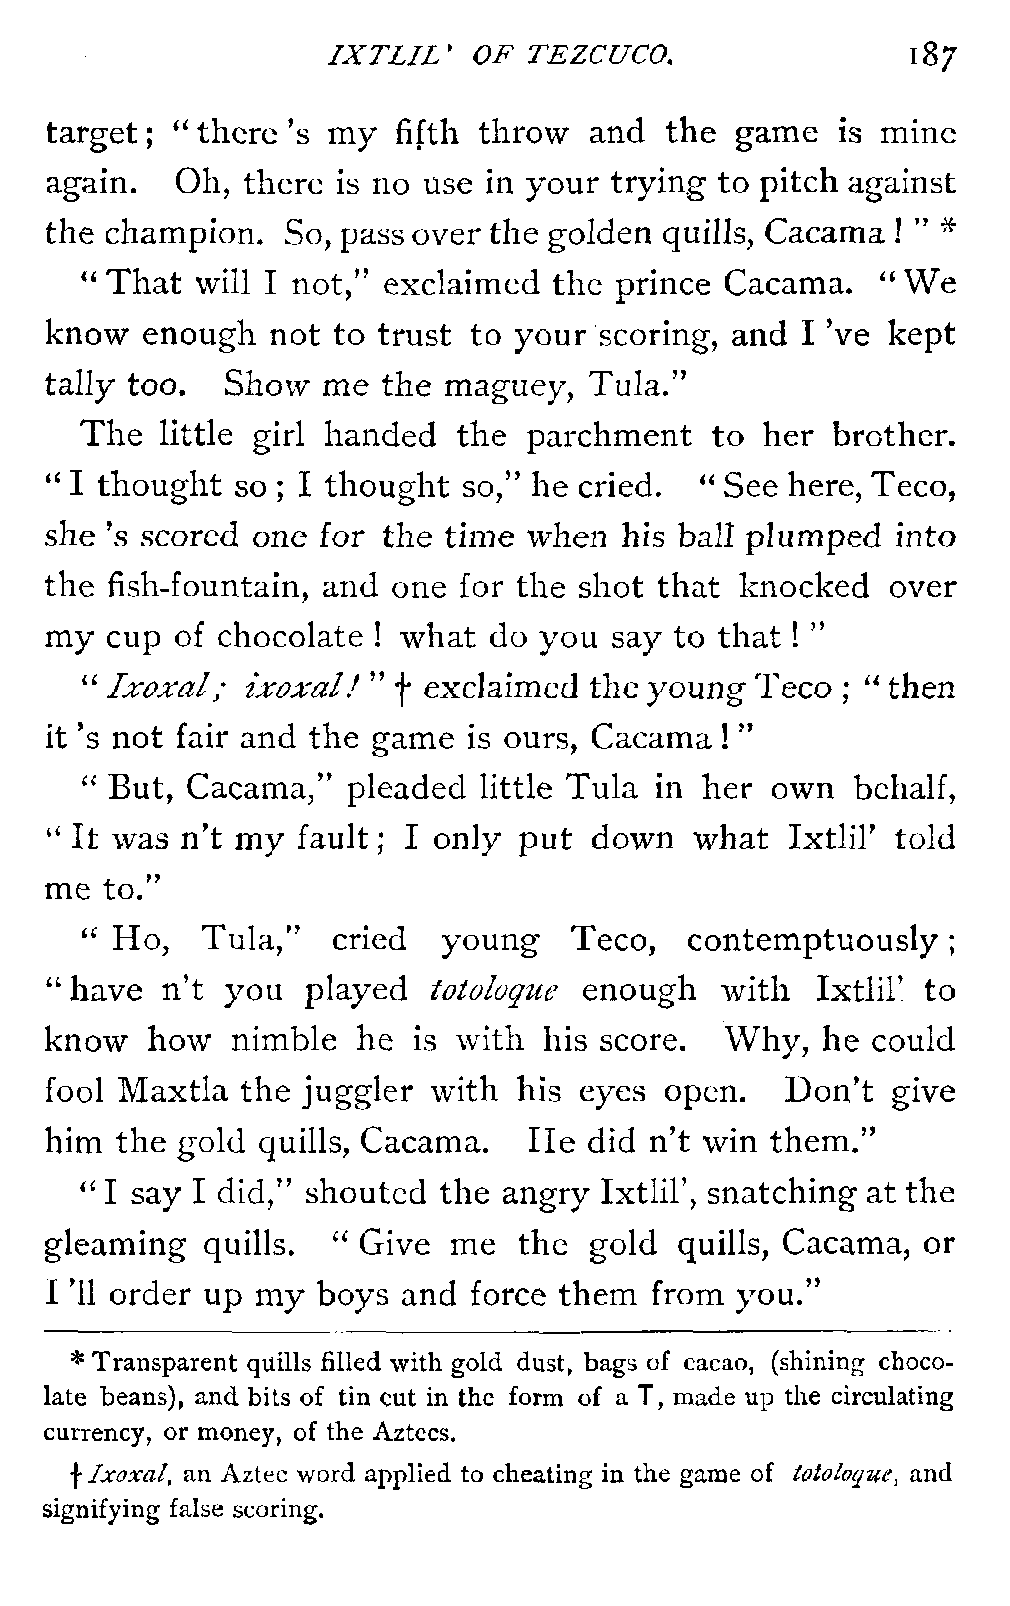 IXTLIL' OF TEZCUCO. 187
target; "there 's my fifth throw and the game is mine
again. Oh, there is no use in your trying to pitch against
the champion. So, pass over the golden quills, Cacama!" *
"That will I not," exclaimed the prince Cacama. "We
know enough not to trust to your scoring, and I 've kept
tally too. Show me the maguey, Tula."
The little girl handed the parchment to her brother.
"I thought so; I thought so," he cried. "See here, Teco,
she 's scored one for the time when his ball plumped into
the fish-fountain, and one for the shot that knocked over
my cup of chocolate! what do you say to that!"
"Ixoxal; ixoxal!" † exclaimed the young Teco; "then
it 's not fair and the game is ours, Cacama!"
"But, Cacama," pleaded little Tula in her own behalf,
"It was n't my fault; I only put down what Ixtlil' told
me to."
"Ho, Tula," cried young Teco, contemptuously;
"have n't you played totoloque enough with Ixtlil' to
know how nimble he is with his score. Why, he could
fool Maxtla the juggler with his eyes open. Don't give
him the gold quills, Cacama. He did n't win them."
"I say I did," shouted the angry Ixtlil', snatching at the
gleaming quills. "Give me the gold quills, Cacama, or
I 'll order up my boys and force them from you."
* Transparent quills filled with gold dust, bags of cacao, (shining choco-
late beans), and bits of tin cut in the form of a T, made up the circulating
currency, or money, of the Aztecs.
† Ixoxal, an Aztec word applied to cheating in the game of totoloque, and
signifying false scoring.